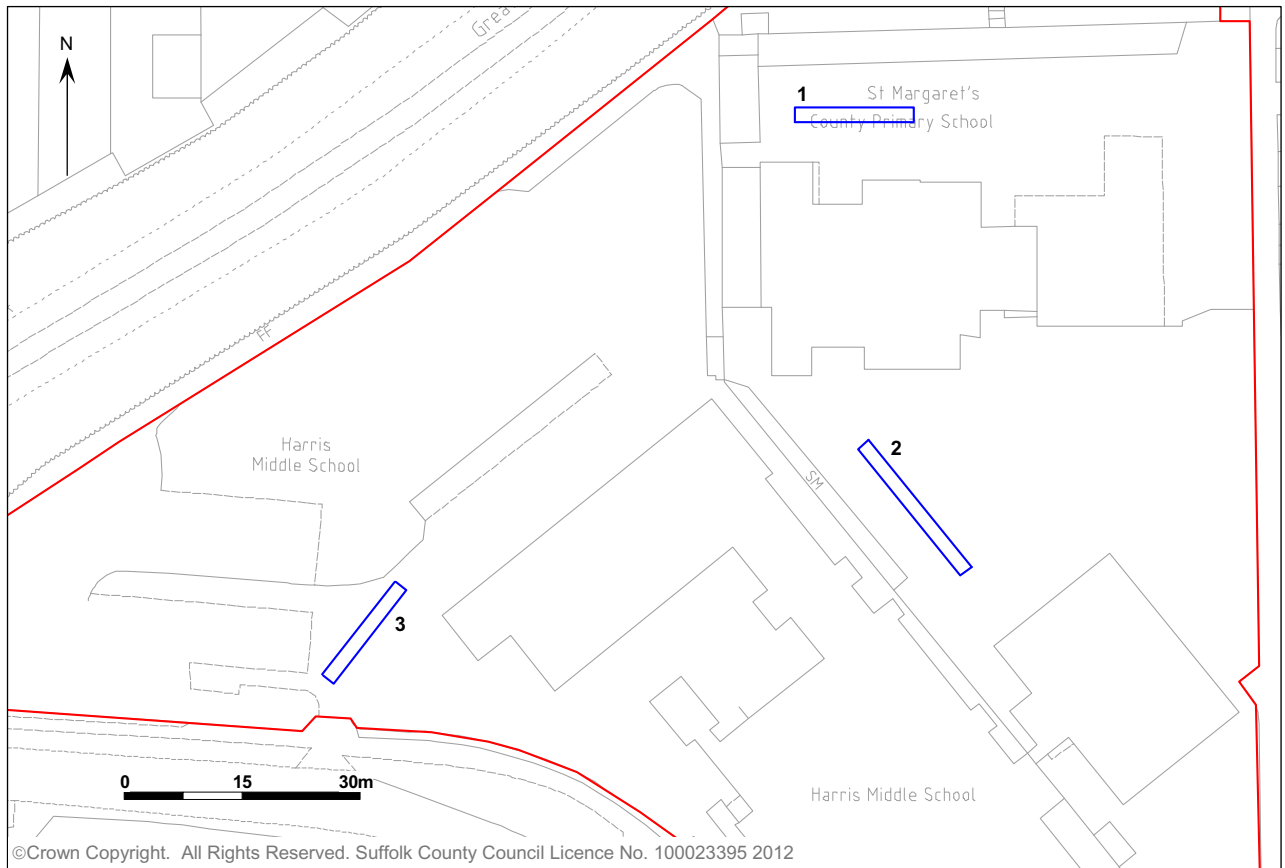 Grea
N
1
St Margaret's
County Primary School
FF
Harris
Middle School
2
SM
3
0 15 30m
Harris Middle School
©Crown Copyright. All Rights Reserved. Suffolk County Council Licence No. 100023395 2012